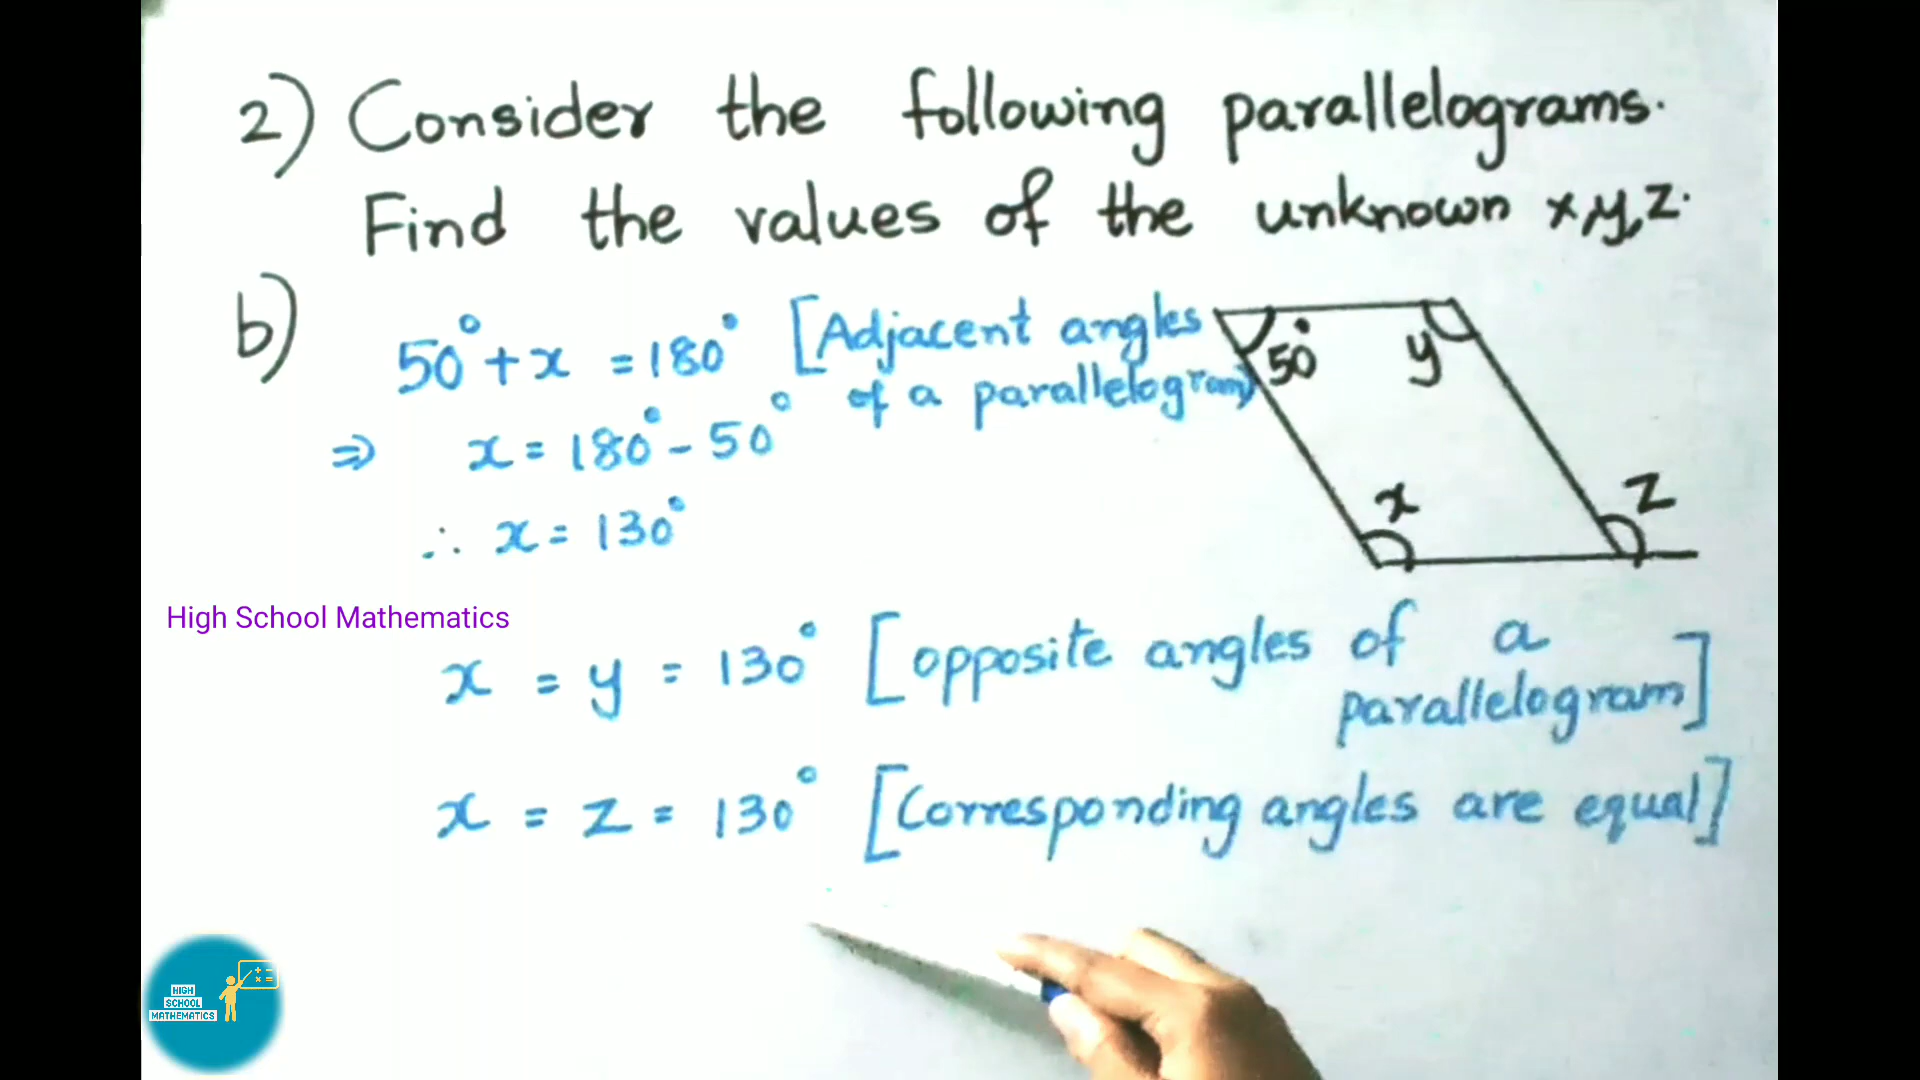 2) Consider the following parallelograms.
Find the values of the unknown x,y,z.
b)
50° + x = 180° [Adjacent angles
of a parallelogram]
⇒ x = 180° - 50°
∴ x = 130°
50°
y
x
z
High School Mathematics
x = y = 130° [opposite angles of a
parallelogram]
x = z = 130° [Corresponding angles are equal]
HIGH
SCHOOL
MATHEMATICS